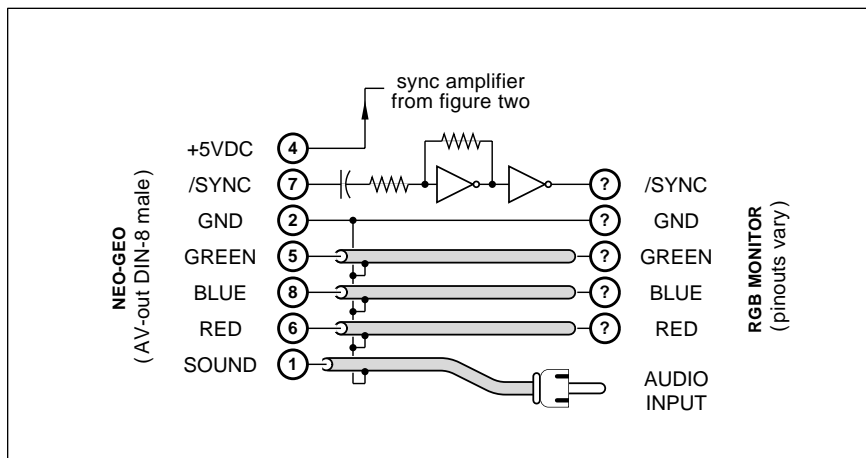 sync amplifier
from figure two
+5VDC 4
/SYNC 7 ? /SYNC
GND 2 ? GND
GREEN 5 ? GREEN
BLUE 8 ? BLUE
RED 6 ? RED
SOUND 1
AUDIO
INPUT
NEO-GEO
(AV-out DIN-8 male)
RGB MONITOR
(pinouts vary)